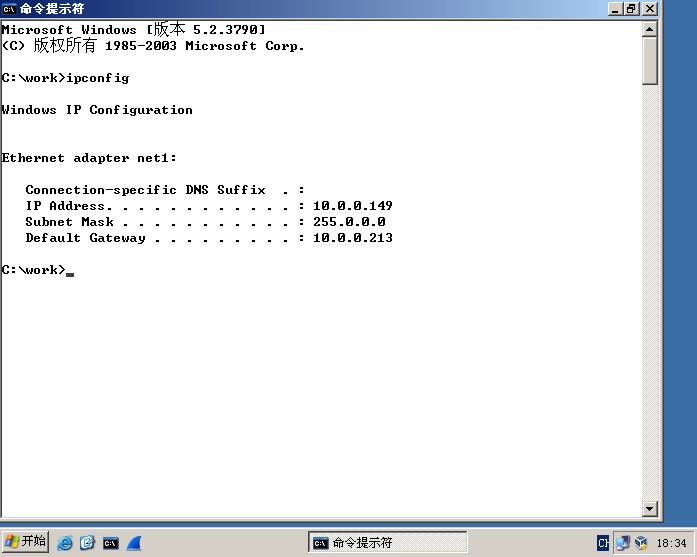 命令提示符
Microsoft Windows [版本 5.2.3790]
(C) 版权所有 1985-2003 Microsoft Corp.
C:\work>ipconfig
Windows IP Configuration
Ethernet adapter net1:
Connection-specific DNS Suffix  . :
IP Address. . . . . . . . . . . . : 10.0.0.149
Subnet Mask . . . . . . . . . . . : 255.0.0.0
Default Gateway . . . . . . . . . : 10.0.0.213
C:\work>_
开始
命令提示符
CH
18:34